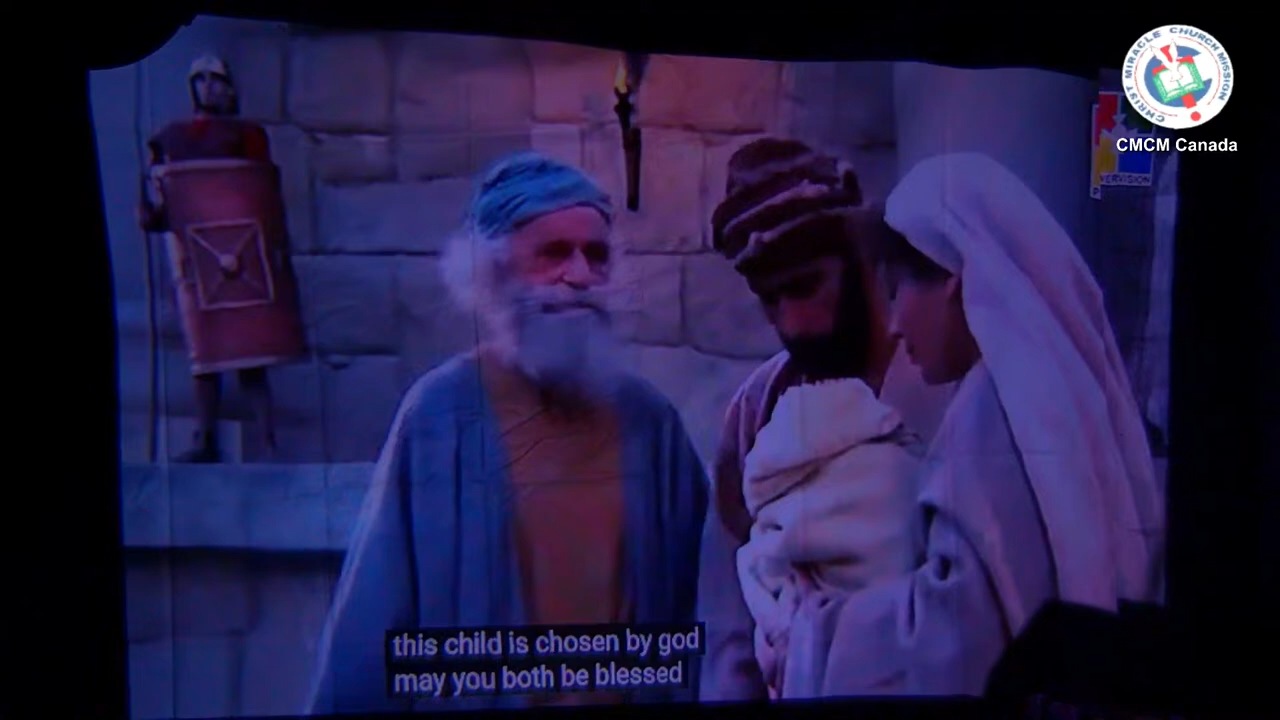 CHRIST MIRACLE CHURCH MISSION
CMCM Canada
VERVISION
this child is chosen by god
may you both be blessed